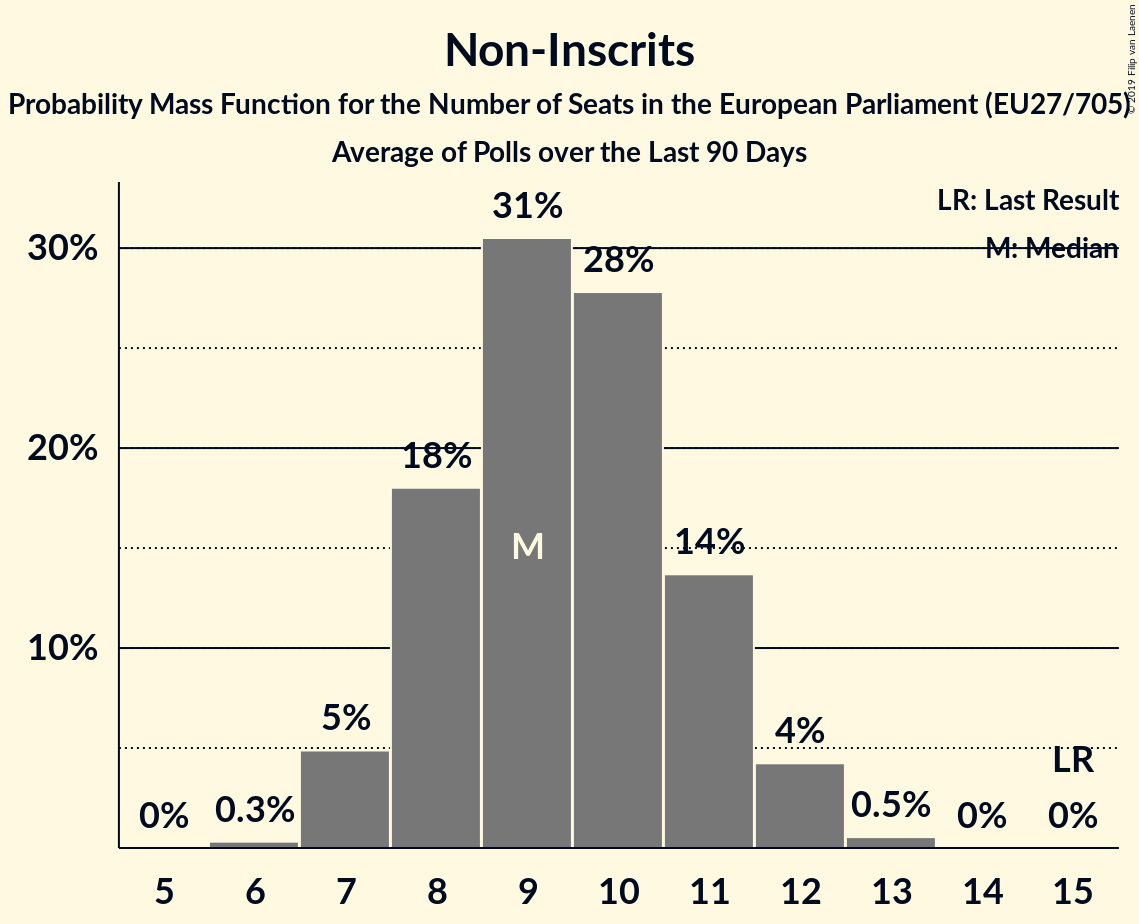 Non-Inscrits
Probability Mass Function for the Number of Seats in the European Parliament (EU27/705)
Average of Polls over the Last 90 Days
© 2019 Filip van Laenen
LR: Last Result
M: Median
31%
30%
28%
20%
18%
M
14%
10%
5%
4%
LR
0%
0.3%
0.5%
0%
0%
5 6 7 8 9 10 11 12 13 14 15